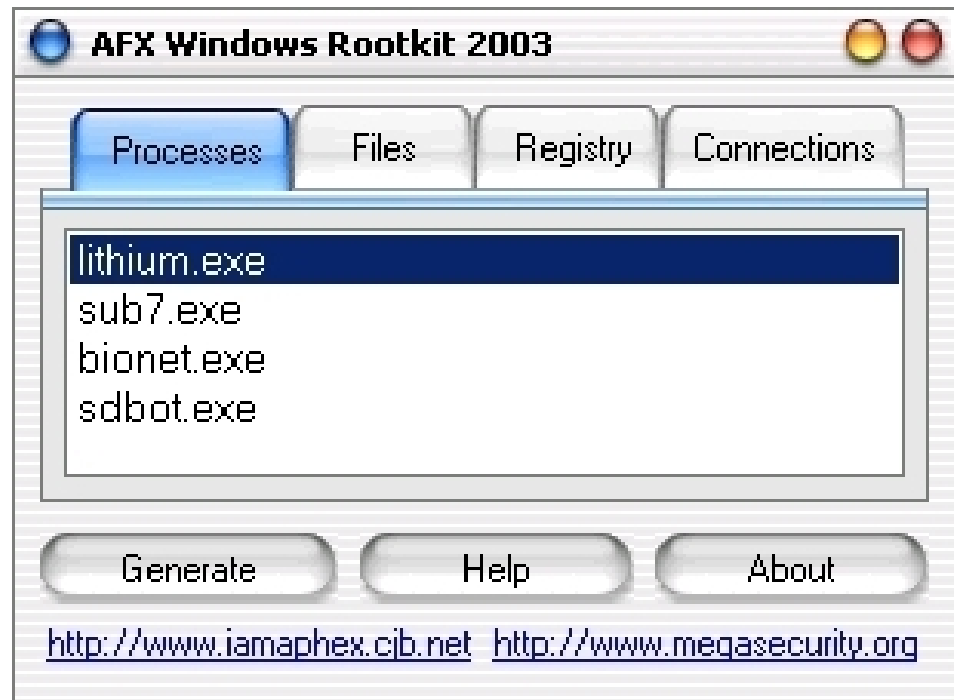 AFX Windows Rootkit 2003
Processes Files Registry Connections
lithium.exe
sub7.exe
bionet.exe
sdbot.exe
Generate Help About
http://www.iamaphex.cjb.net http://www.megasecurity.org